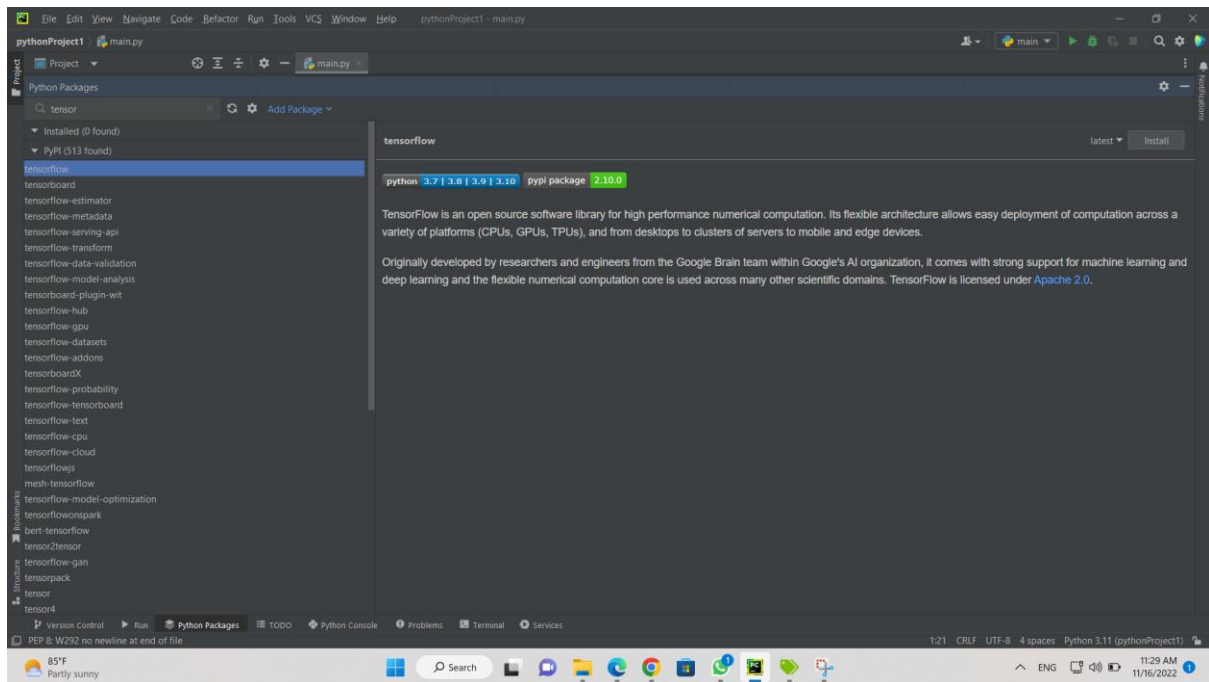 File Edit View Navigate Code Refactor Run Tools VCS Window Help pythonProject1 - main.py
pythonProject1 main.py main
Project main.py
Project
Notifications
Python Packages
tensor Add Package
Installed (0 found)
PyPI (513 found)
tensorflow
tensorboard
tensorflow-estimator
tensorflow-metadata
tensorflow-serving-api
tensorflow-transform
tensorflow-data-validation
tensorflow-model-analysis
tensorboard-plugin-wit
tensorflow-hub
tensorflow-gpu
tensorflow-datasets
tensorflow-addons
tensorboardX
tensorflow-probability
tensorflow-tensorboard
tensorflow-text
tensorflow-cpu
tensorflow-cloud
tensorflowjs
mesh-tensorflow
tensorflow-model-optimization
tensorflowonspark
bert-tensorflow
tensor2tensor
tensorflow-gan
tensorpack
tensor
tensor4
tensorflow latest Install
python 3.7 | 3.8 | 3.9 | 3.10 pypi package 2.10.0
TensorFlow is an open source software library for high performance numerical computation. Its flexible architecture allows easy deployment of computation across a
variety of platforms (CPUs, GPUs, TPUs), and from desktops to clusters of servers to mobile and edge devices.
Originally developed by researchers and engineers from the Google Brain team within Google's AI organization, it comes with strong support for machine learning and
deep learning and the flexible numerical computation core is used across many other scientific domains. TensorFlow is licensed under Apache 2.0.
Bookmarks
Structure
Version Control Run Python Packages TODO Python Console Problems Terminal Services
PEP 8: W292 no newline at end of file 1:21 CRLF UTF-8 4 spaces Python 3.11 (pythonProject1)
85°F
Partly sunny
Search
ENG
11:29 AM
11/16/2022
1